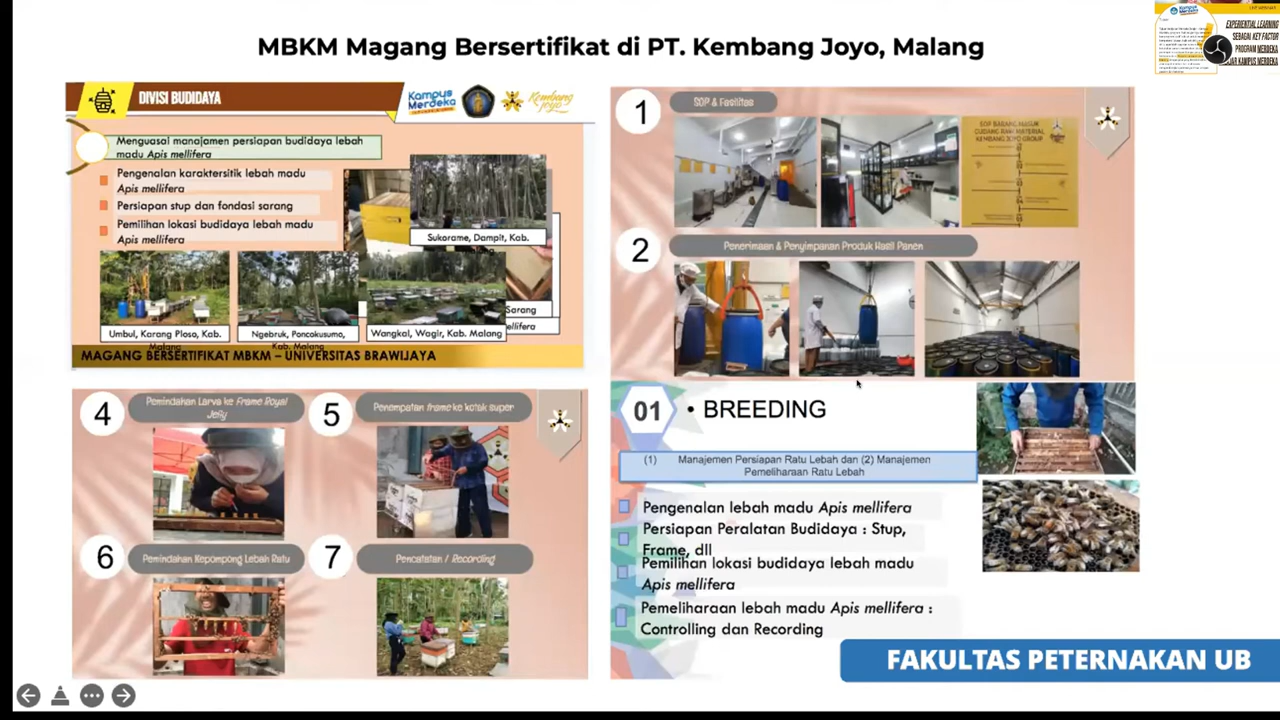 MBKM Magang Bersertifikat di PT. Kembang Joyo, Malang
EXPERIENTIAL LEARNING
SEBAGAI KEY FACTOR
PROGRAM MERDEKA
KAMPUS MERDEKA
DIVISI BUDIDAYA
Kampus
Merdeka
Kembang
Joyo
Menguasai manajemen persiapan budidaya lebah
madu Apis mellifera
Pengenalan karaktersitik lebah madu
Apis mellifera
Persiapan stup dan fondasi sarang
Pemilihan lokasi budidaya lebah madu
Apis mellifera
Sukorame, Dampit, Kab.
Sarang
Umbul, Karang Ploso, Kab.
Malang
Ngebruk, Poncokusumo,
Kab. Malang
Wangkal, Wagir, Kab. Malang
MAGANG BERSERTIFIKAT MBKM – UNIVERSITAS BRAWIJAYA
1
SOP & Fasilitas
SOP BARANG MASUK
GUDANG RAW MATERIAL
KEMBANG JOYO GROUP
2
Penerimaan & Penyimpanan Produk Hasil Panen
4
Pemindahan Larva ke Frame Royal
Jelly
5
Penempatan frame ke kotak super
6
Pemindahan Kepompong Lebah Ratu
7
Pencatatan / Recording
01
• BREEDING
(1) Manajemen Persiapan Ratu Lebah dan (2) Manajemen
Pemeliharaan Ratu Lebah
Pengenalan lebah madu Apis mellifera
Persiapan Peralatan Budidaya : Stup,
Frame, dll
Pemilihan lokasi budidaya lebah madu
Apis mellifera
Pemeliharaan lebah madu Apis mellifera :
Controlling dan Recording
FAKULTAS PETERNAKAN UB